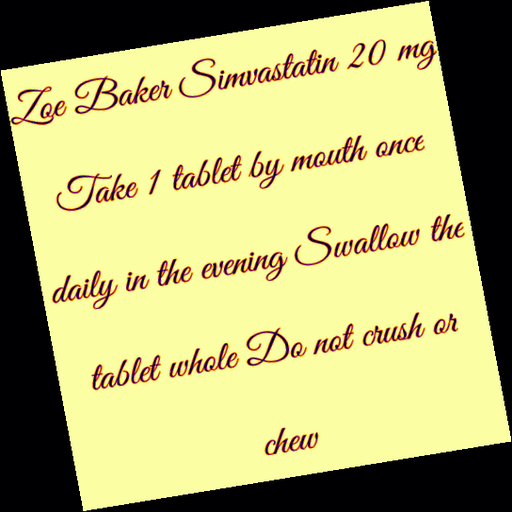 Zoe Baker Simvastatin 20 mg
Take 1 tablet by mouth once
daily in the evening Swallow the
tablet whole Do not crush or
chew